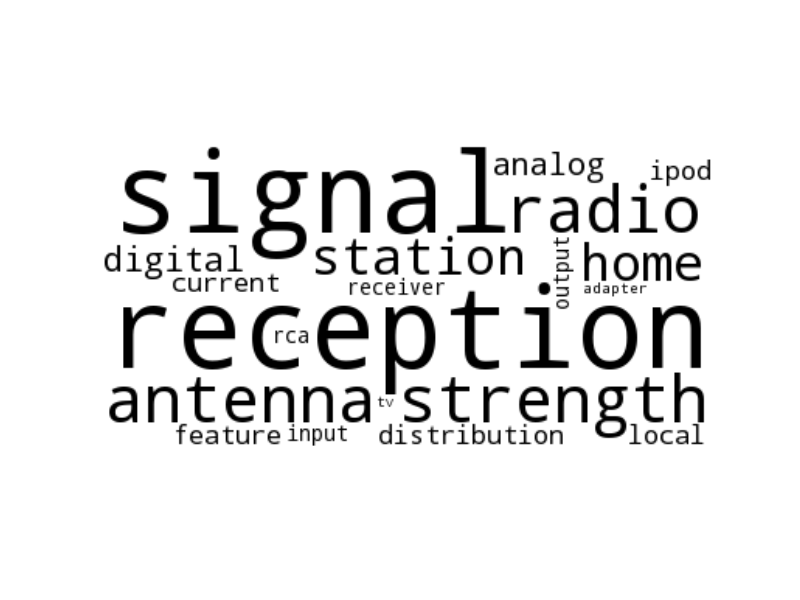 signal
analog
ipod
radio
digital
station
output
home
current
receiver
adapter
reception
rca
antenna
tv
strength
feature
input
distribution
local